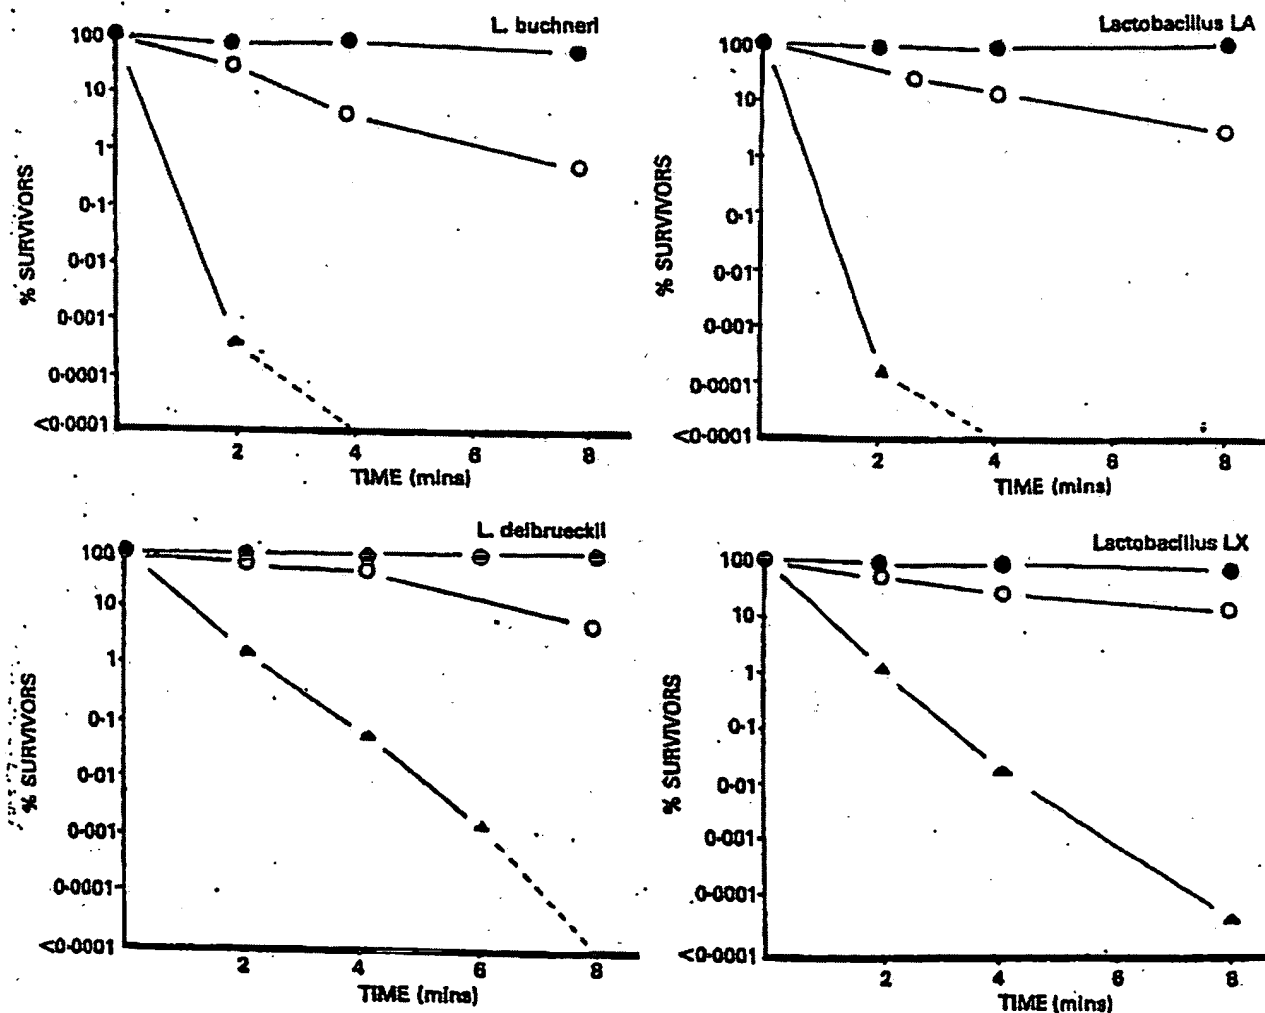 L. buchneri
100
10
1
0·1
0·01
0·001
0·0001
<0·0001
% SURVIVORS
2 4 6 8
TIME (mins)
Lactobacillus LA
100
10
1
0·1
0·01
0·001
0·0001
<0·0001
% SURVIVORS
2 4 6 8
TIME (mins)
L. delbrueckii
100
10
1
0·1
0·01
0·001
0·0001
<0·0001
% SURVIVORS
2 4 6 8
TIME (mins)
Lactobacillus LX
100
10
1
0·1
0·01
0·001
0·0001
<0·0001
% SURVIVORS
2 4 6 8
TIME (mins)